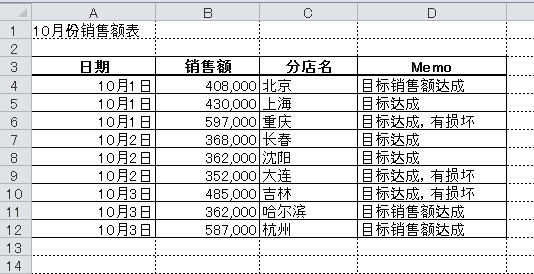 A B C D
1 10月份销售额表
2
3 日期 销售额 分店名 Memo
4 10月1日 408,000 北京 目标销售额达成
5 10月1日 430,000 上海 目标达成
6 10月1日 597,000 重庆 目标达成, 有损坏
7 10月2日 368,000 长春 目标达成
8 10月2日 362,000 沈阳 目标达成
9 10月2日 352,000 大连 目标达成, 有损坏
10 10月3日 485,000 吉林 目标达成, 有损坏
11 10月3日 362,000 哈尔滨 目标销售额达成
12 10月3日 587,000 杭州 目标销售额达成
13
14